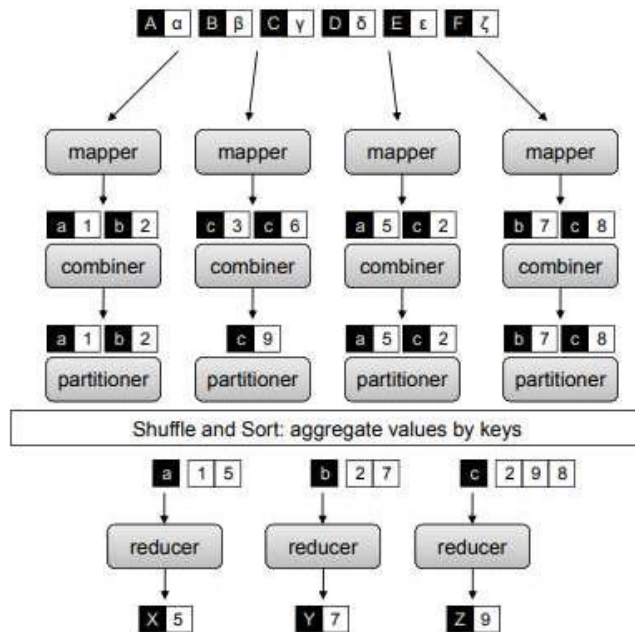 A α B β C γ D δ E ε F ζ
mapper mapper mapper mapper
a 1 b 2 c 3 c 6 a 5 c 2 b 7 c 8
combiner combiner combiner combiner
a 1 b 2 c 9 a 5 c 2 b 7 c 8
partitioner partitioner partitioner partitioner
Shuffle and Sort: aggregate values by keys
a 1 5 b 2 7 c 2 9 8
reducer reducer reducer
X 5 Y 7 Z 9